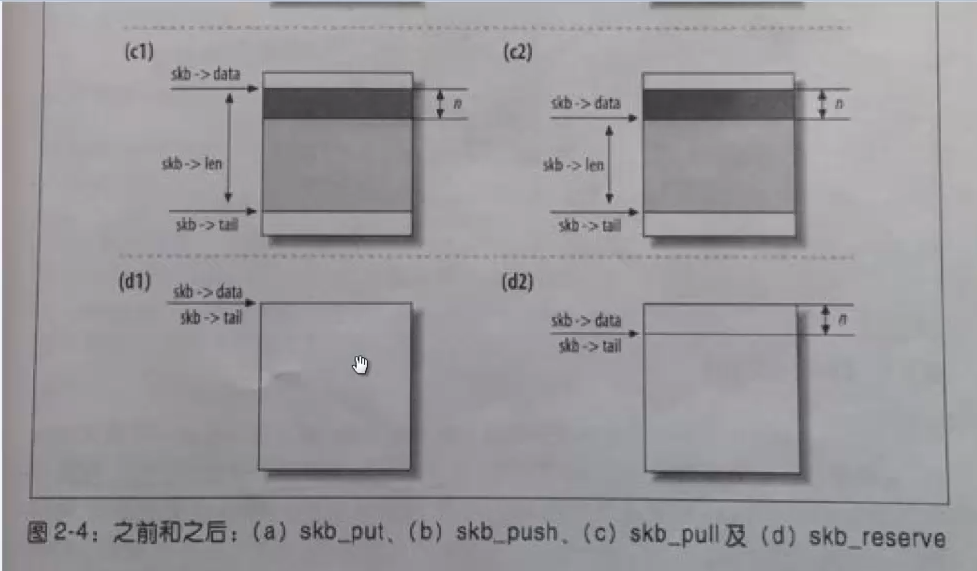 (c1)
(c2)
skb -> data
n
skb -> data
n
skb -> len
skb -> len
skb -> tail
skb -> tail
(d1)
(d2)
skb -> data
skb -> tail
skb -> data
n
skb -> tail
图 2-4：之前和之后：(a) skb_put、(b) skb_push、(c) skb_pull 及 (d) skb_reserve